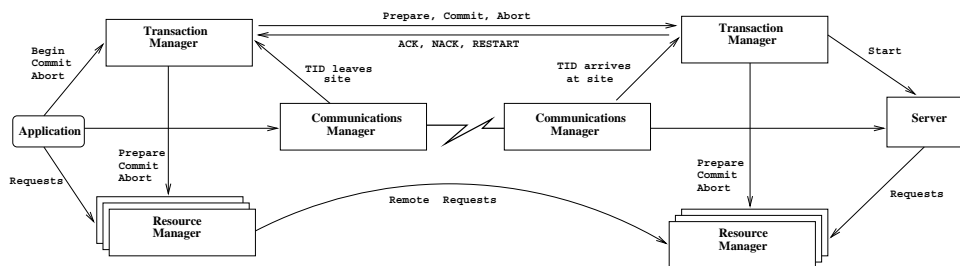 Prepare, Commit, Abort
Transaction
Manager
Transaction
Manager
ACK, NACK, RESTART
Begin
Commit
Abort
Start
TID leaves
site
TID arrives
at site
Application
Communications
Manager
Communications
Manager
Server
Prepare
Commit
Abort
Prepare
Commit
Abort
Requests
Remote Requests
Requests
Resource
Manager
Resource
Manager